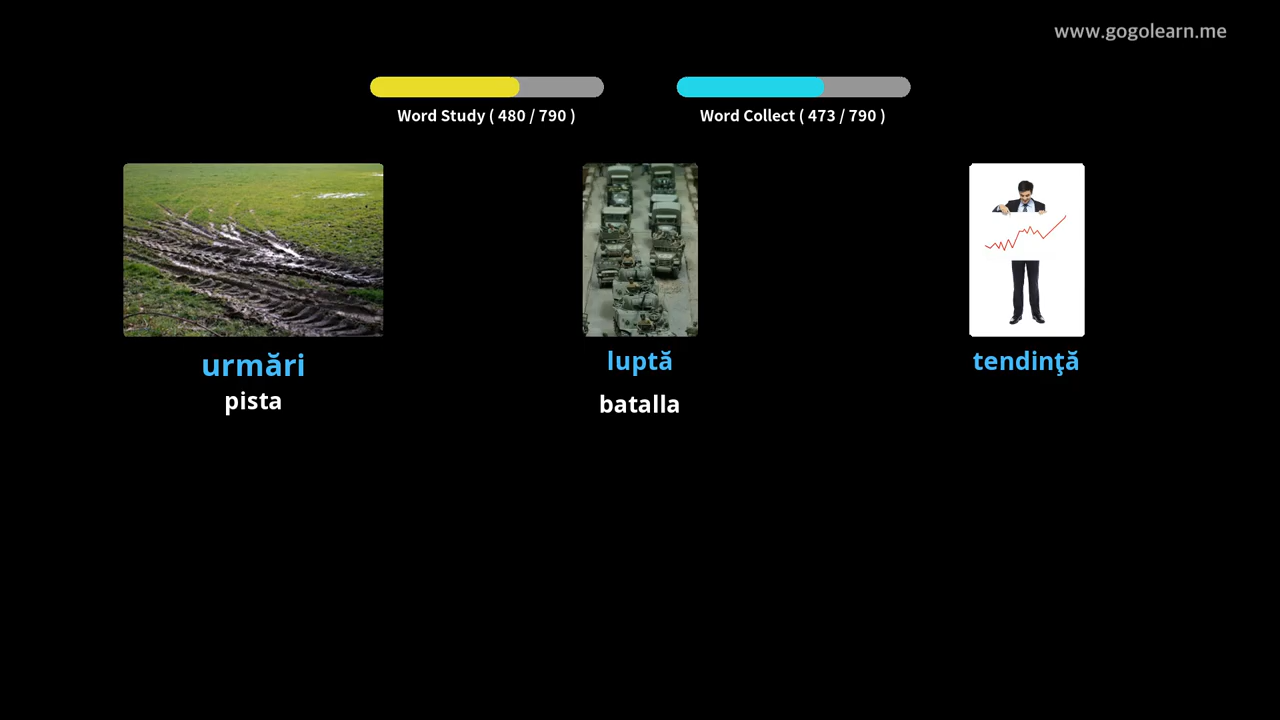 www.gogolearn.me
Word Study ( 480 / 790 )
Word Collect ( 473 / 790 )
urmări
pista
luptă
batalla
tendinţă